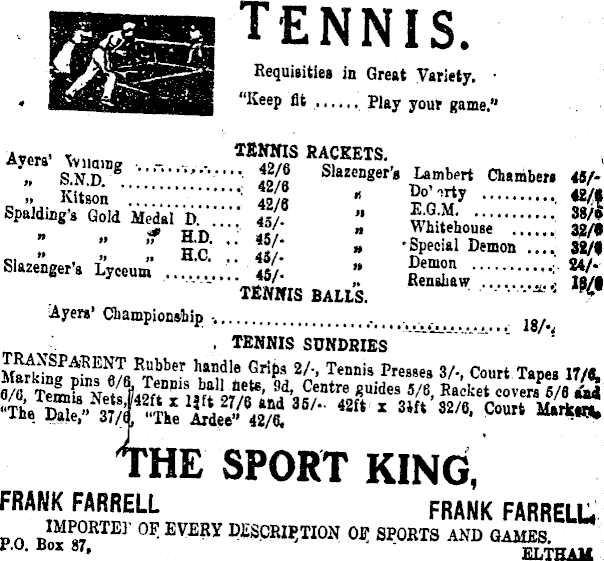 TENNIS.
Requisities in Great Variety.
"Keep fit ...... Play your game."
TENNIS RACKETS.
Ayers' Wilding ............ 42/6
„ S.N.D. ................ 42/6
„ Kitson ................ 42/6
Spalding's Gold Medal D. .... 45/-
„ „ „ H.D. .. 45/-
„ „ „ H.C. .. 45/-
Slazenger's Lyceum .......... 45/-
Slazenger's Lambert Chambers 45/-
„ Do'erty .......... 42/6
„ E.G.M. .......... 38/6
„ Whitehouse ..... 32/6
„ Special Demon .... 32/6
„ Demon .......... 24/-
„ Renshaw ..........
TENNIS BALLS.
Ayers' Championship ................................ 18/-
TENNIS SUNDRIES
TRANSPARENT Rubber handle Grips 2/-, Tennis Presses 3/-, Court Tapes 17/6,
Marking pins 6/6, Tennis ball nets, 9d, Centre guides 5/6, Racket covers 5/6 and
6/6, Tennis Nets, 42ft x 27/6 and 35/-. 42ft x 3½ft 32/6, Court Markers,
"The Dale," 37/6, "The Ardee" 42/6.
THE SPORT KING,
FRANK FARRELL FRANK FARRELL
IMPORTER OF EVERY DESCRIPTION OF SPORTS AND GAMES.
P.O. Box 87, ELTHAM